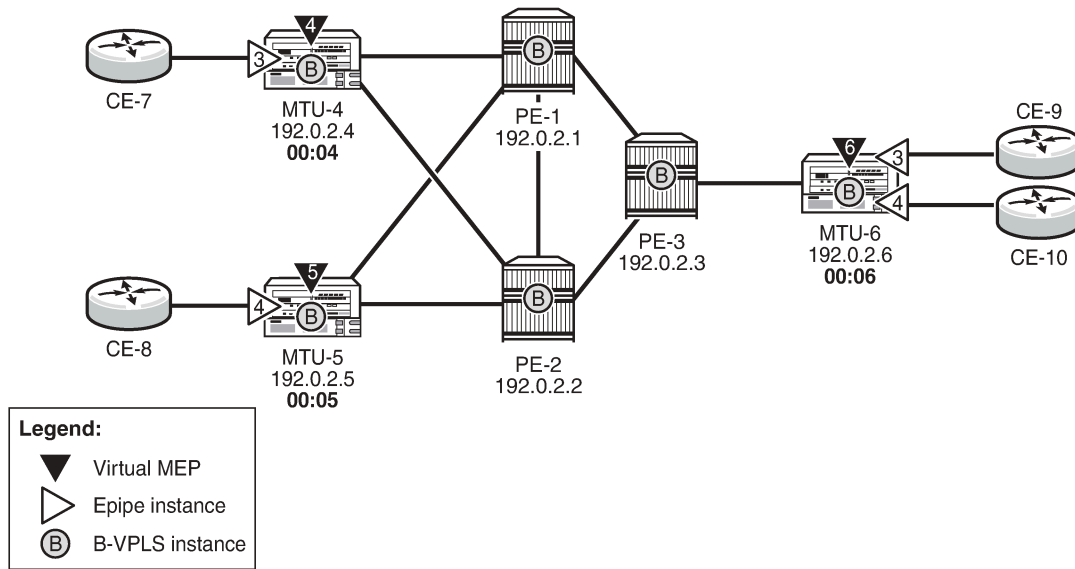 4
3
B
CE-7
MTU-4
192.0.2.4
00:04
B
PE-1
192.0.2.1
B
PE-3
192.0.2.3
6
B
3
4
MTU-6
192.0.2.6
00:06
CE-9
CE-10
5
4
B
CE-8
MTU-5
192.0.2.5
00:05
B
PE-2
192.0.2.2
Legend:
Virtual MEP
Epipe instance
B B-VPLS instance